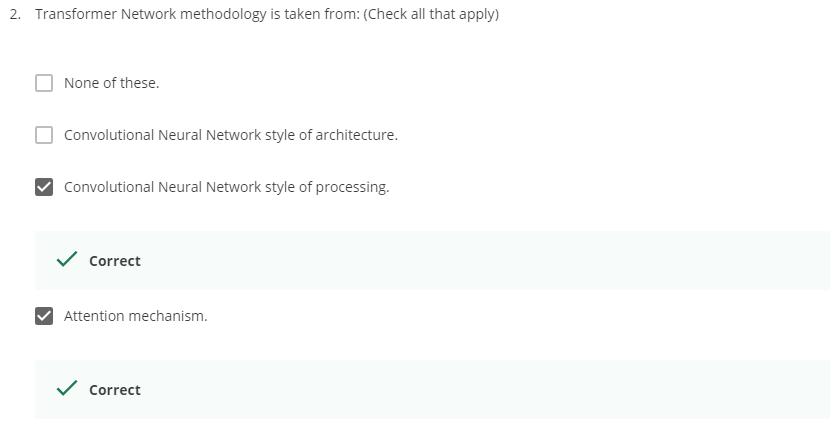 2. Transformer Network methodology is taken from: (Check all that apply)
None of these.
Convolutional Neural Network style of architecture.
Convolutional Neural Network style of processing.
Correct
Attention mechanism.
Correct